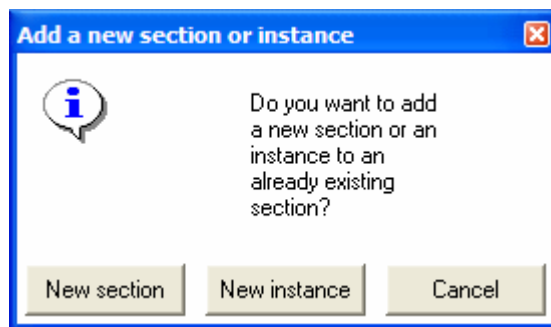 Add a new section or instance
Do you want to add
a new section or an
instance to an
already existing
section?
New section
New instance
Cancel